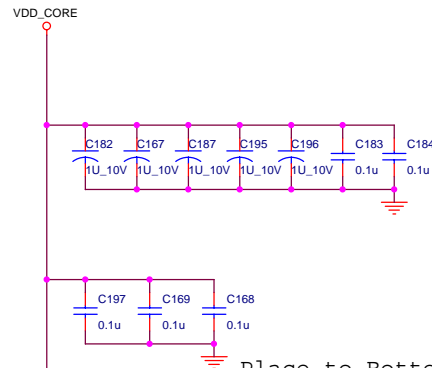 VDD_CORE
C182 C167 C187 C195 C196 C183 C184
1U_10V 1U_10V 1U_10V 1U_10V 1U_10V 0.1u 0.1u
C197 C169 C168
0.1u 0.1u 0.1u
Place to